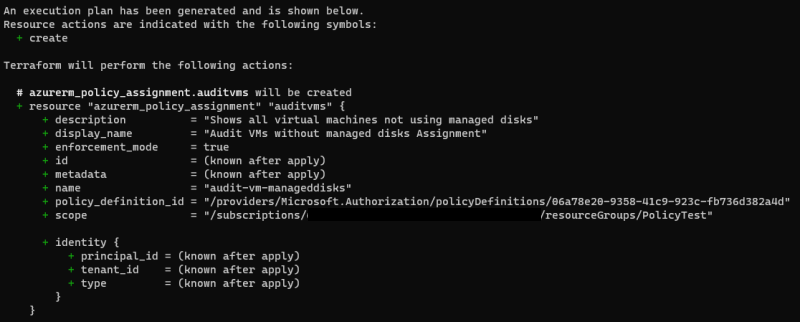 An execution plan has been generated and is shown below.
Resource actions are indicated with the following symbols:
  + create

Terraform will perform the following actions:

  # azurerm_policy_assignment.auditvms will be created
  + resource "azurerm_policy_assignment" "auditvms" {
      + description          = "Shows all virtual machines not using managed disks"
      + display_name         = "Audit VMs without managed disks Assignment"
      + enforcement_mode     = true
      + id                   = (known after apply)
      + metadata             = (known after apply)
      + name                 = "audit-vm-manageddisks"
      + policy_definition_id = "/providers/Microsoft.Authorization/policyDefinitions/06a78e20-9358-41c9-923c-fb736d382a4d"
      + scope                = "/subscriptions/ /resourceGroups/PolicyTest"

      + identity {
          + principal_id = (known after apply)
          + tenant_id    = (known after apply)
          + type         = (known after apply)
        }
    }